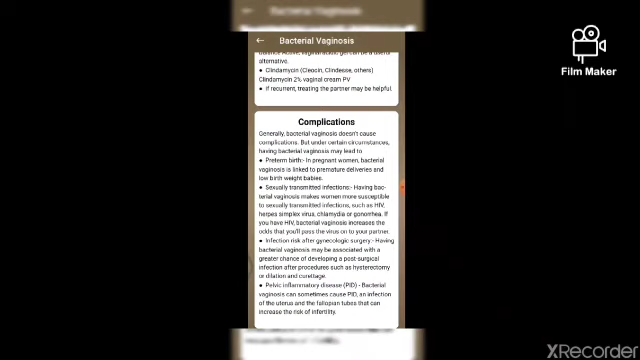 Bacterial Vaginosis
alternative.
● Clindamycin (Cleocin, Clindesse, others)
Clindamycin 2% vaginal cream PV
● If recurrent, treating the partner may be helpful.
Complications
Generally, bacterial vaginosis doesn't cause
complications. But under certain circumstances,
having bacterial vaginosis may lead to
● Preterm birth:- In pregnant women, bacterial
vaginosis is linked to premature deliveries and
low birth weight babies.
● Sexually transmitted infections:- Having bac-
terial vaginosis makes women more susceptible
to sexually transmitted infections, such as HIV,
herpes simplex virus, chlamydia or gonorrhea. If
you have HIV, bacterial vaginosis increases the
odds that you'll pass the virus on to your partner.
● Infection risk after gynecologic surgery:- Having
bacterial vaginosis may be associated with a
greater chance of developing a post-surgical
infection after procedures such as hysterectomy
or dilation and curettage.
● Pelvic inflammatory disease (PID) - Bacterial
vaginosis can sometimes cause PID, an infection
of the uterus and the fallopian tubes that can
increase the risk of infertility.
Film Maker
XRecorder